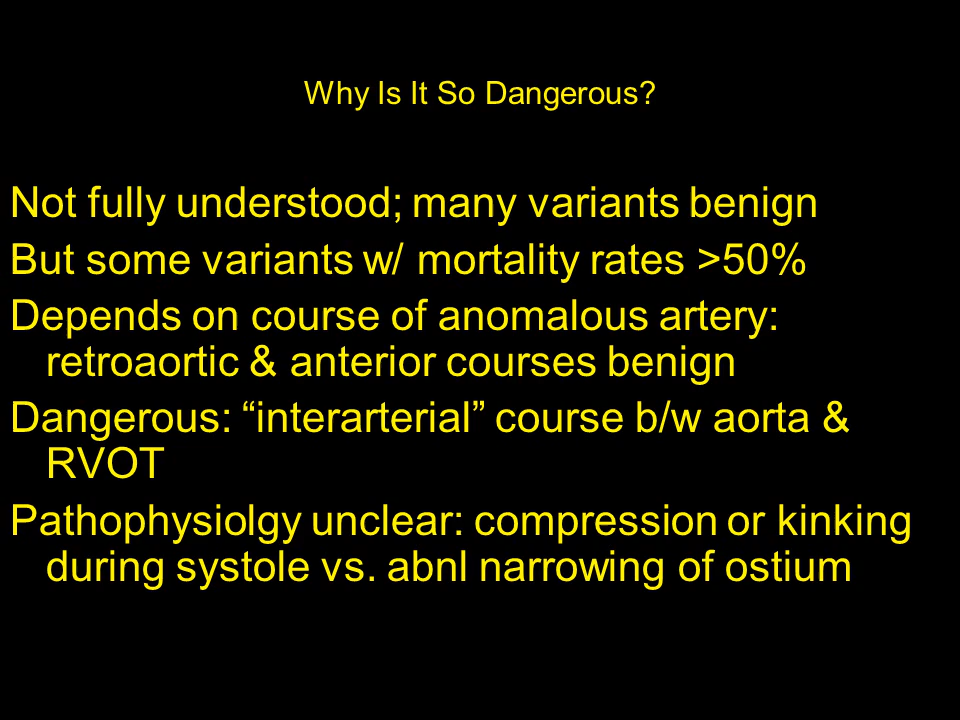 Why Is It So Dangerous?
Not fully understood; many variants benign
But some variants w/ mortality rates >50%
Depends on course of anomalous artery:
retroaortic & anterior courses benign
Dangerous: “interarterial” course b/w aorta &
RVOT
Pathophysiolgy unclear: compression or kinking
during systole vs. abnl narrowing of ostium